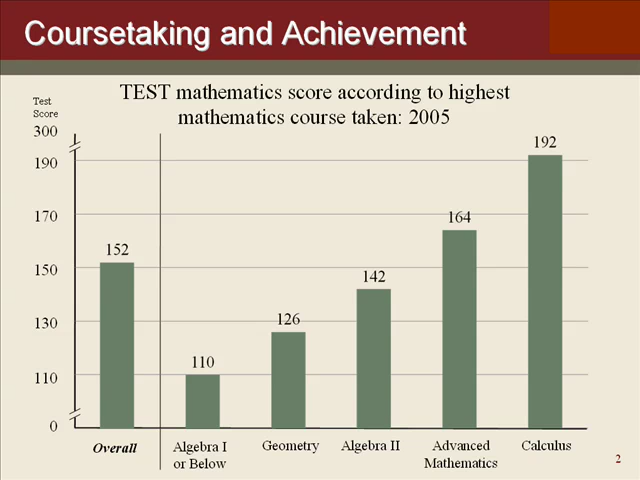 Coursetaking and Achievement
TEST mathematics score according to highest
mathematics course taken: 2005
Test
Score
300
190
170
150
130
110
0
152
110
126
142
164
192
Overall
Algebra I
or Below
Geometry
Algebra II
Advanced
Mathematics
Calculus
2